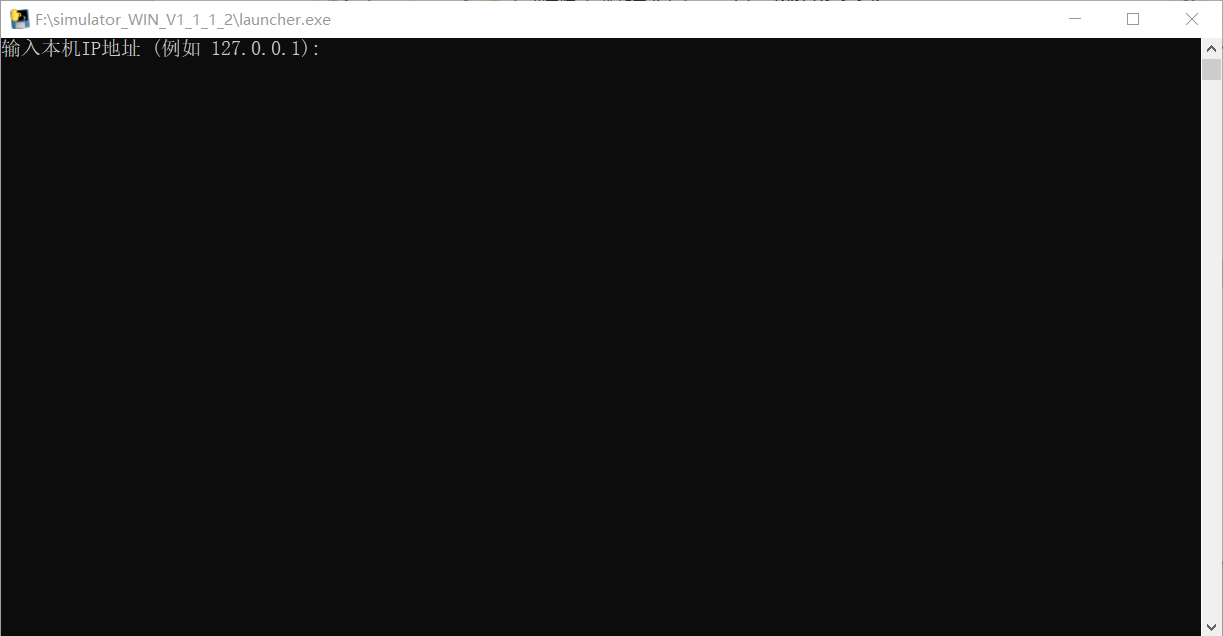 F:\simulator_WIN_V1_1_1_2\launcher.exe
输入本机IP地址 (例如 127.0.0.1):